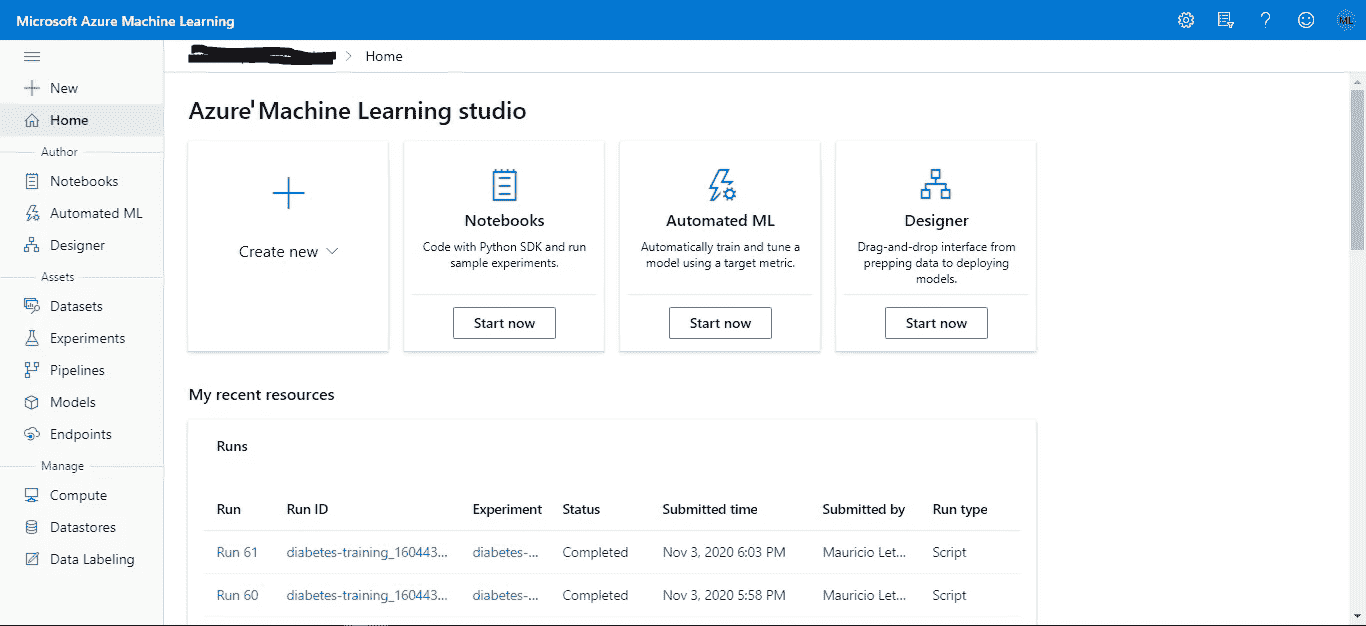 Microsoft Azure Machine Learning
ML
Home
New
Home
Author
Notebooks
Automated ML
Designer
Assets
Datasets
Experiments
Pipelines
Models
Endpoints
Manage
Compute
Datastores
Data Labeling
Azure' Machine Learning studio
Create new
Notebooks
Code with Python SDK and run
sample experiments.
Start now
Automated ML
Automatically train and tune a
model using a target metric.
Start now
Designer
Drag-and-drop interface from
prepping data to deploying
models.
Start now
My recent resources
Runs
Run Run ID Experiment Status Submitted time Submitted by Run type
Run 61 diabetes-training_160443... diabetes-... Completed Nov 3, 2020 6:03 PM Mauricio Let... Script
Run 60 diabetes-training_160443... diabetes-... Completed Nov 3, 2020 5:58 PM Mauricio Let... Script